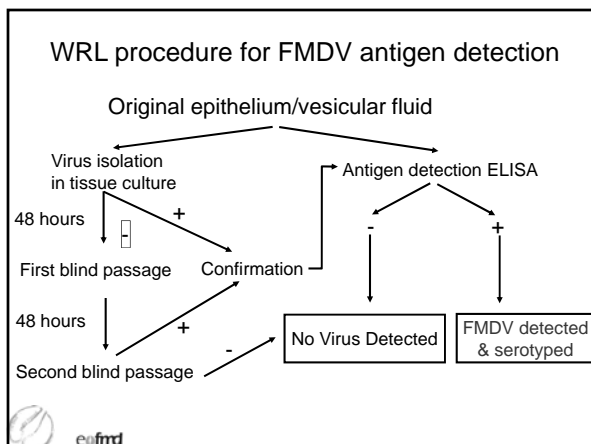 WRL procedure for FMDV antigen detection
Original epithelium/vesicular fluid
Virus isolation
in tissue culture
Antigen detection ELISA
48 hours
+
-
-
+
First blind passage
Confirmation
48 hours
+
-
No Virus Detected
FMDV detected
& serotyped
Second blind passage
eufmd